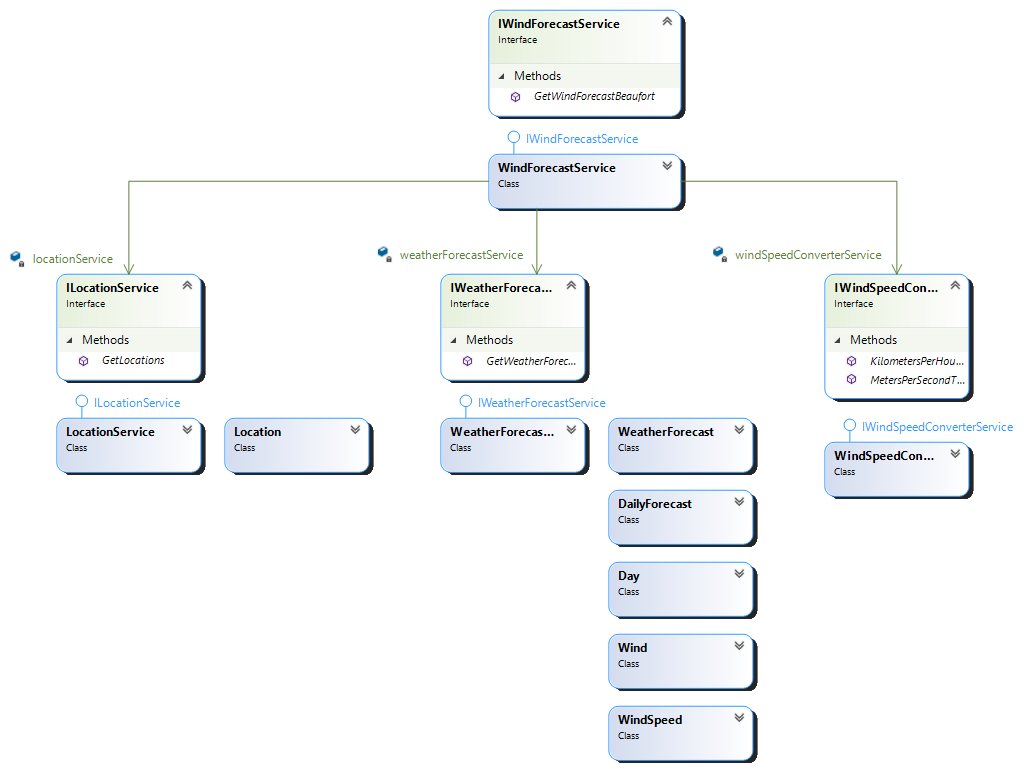 IWindForecastService
Interface
Methods
GetWindForecastBeaufort
IWindForecastService
WindForecastService
Class
locationService
weatherForecastService
windSpeedConverterService
ILocationService
Interface
Methods
GetLocations
IWeatherForeca...
Interface
Methods
GetWeatherForec...
IWindSpeedCon...
Interface
Methods
KilometersPerHou...
MetersPerSecondT...
ILocationService
LocationService
Class
Location
Class
IWeatherForecastService
WeatherForecas...
Class
WeatherForecast
Class
DailyForecast
Class
Day
Class
Wind
Class
WindSpeed
Class
IWindSpeedConverterService
WindSpeedCon...
Class